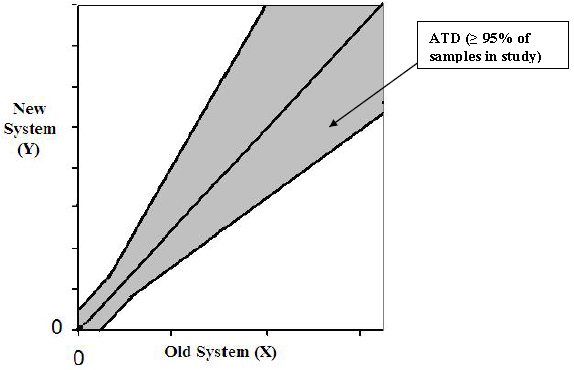 ATD (≥ 95% of
samples in study)
New
System
(Y)
0
0
Old System (X)